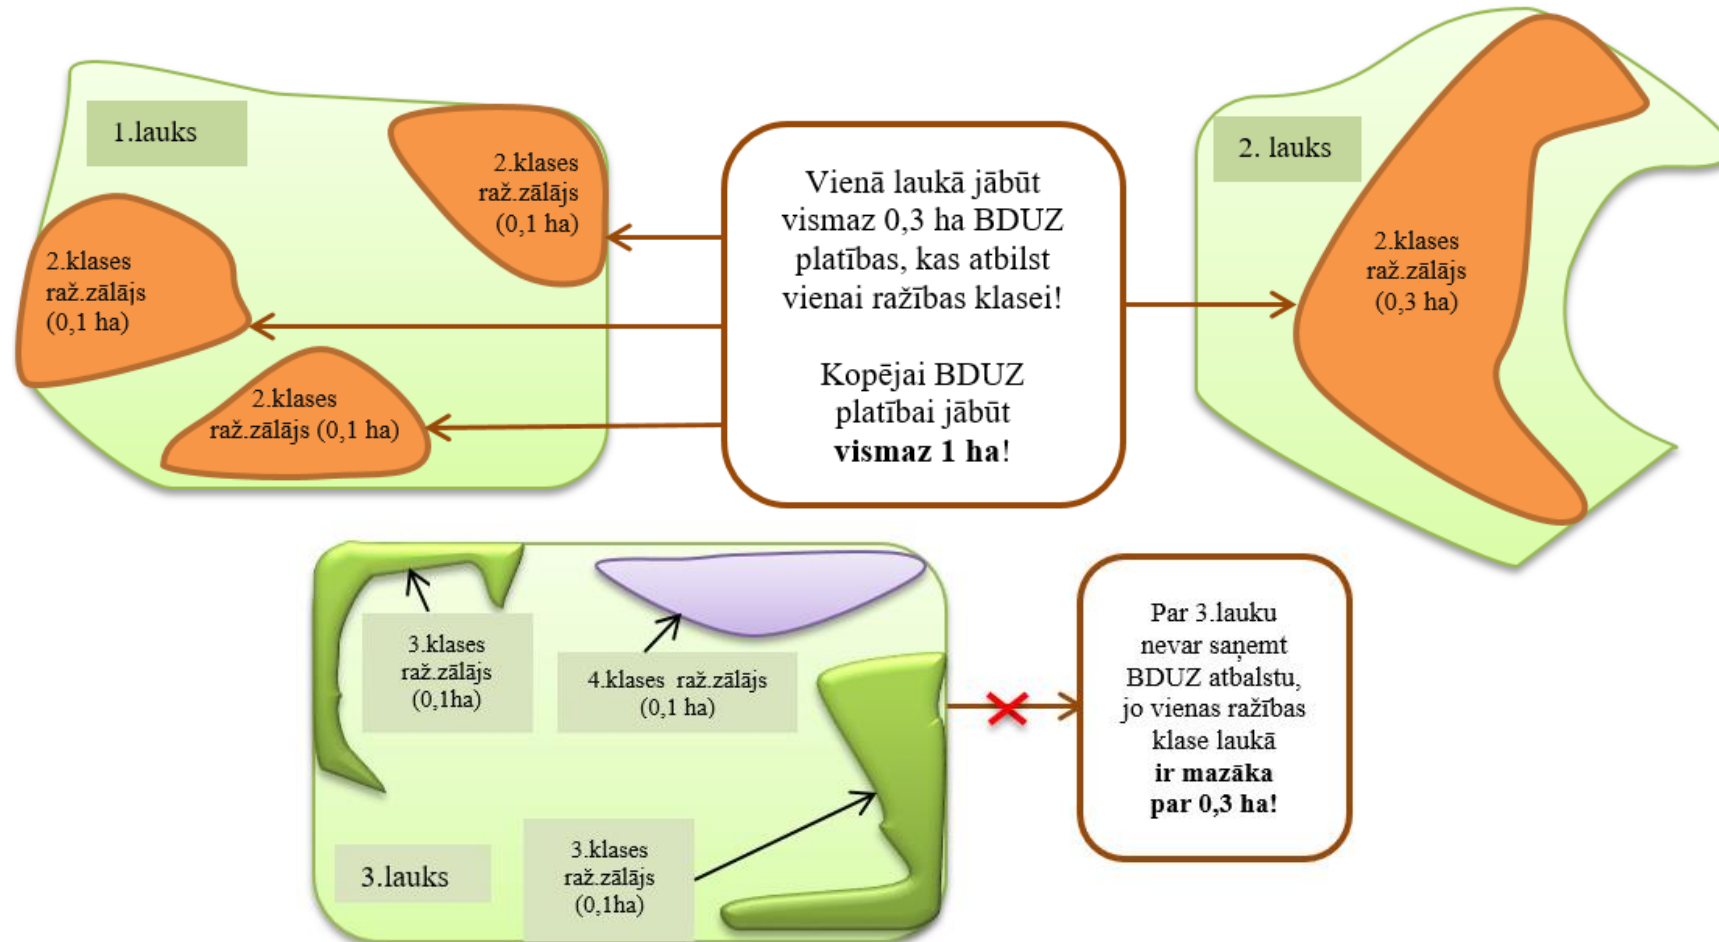 1.lauks
2.klases
raž.zālājs
(0,1 ha)
2.klases
raž.zālājs
(0,1 ha)
2.klases
raž.zālājs (0,1 ha)
Vienā laukā jābūt
vismaz 0,3 ha BDUZ
platības, kas atbilst
vienai ražības klasei!
Kopējai BDUZ
platībai jābūt
vismaz 1 ha!
2. lauks
2.klases
raž.zālājs
(0,3 ha)
3.klases
raž.zālājs
(0,1ha)
4.klases raž.zālājs
(0,1 ha)
3.lauks
3.klases
raž.zālājs
(0,1ha)
Par 3.lauku
nevar saņemt
BDUZ atbalstu,
jo vienas ražības
klase laukā
ir mazāka
par 0,3 ha!